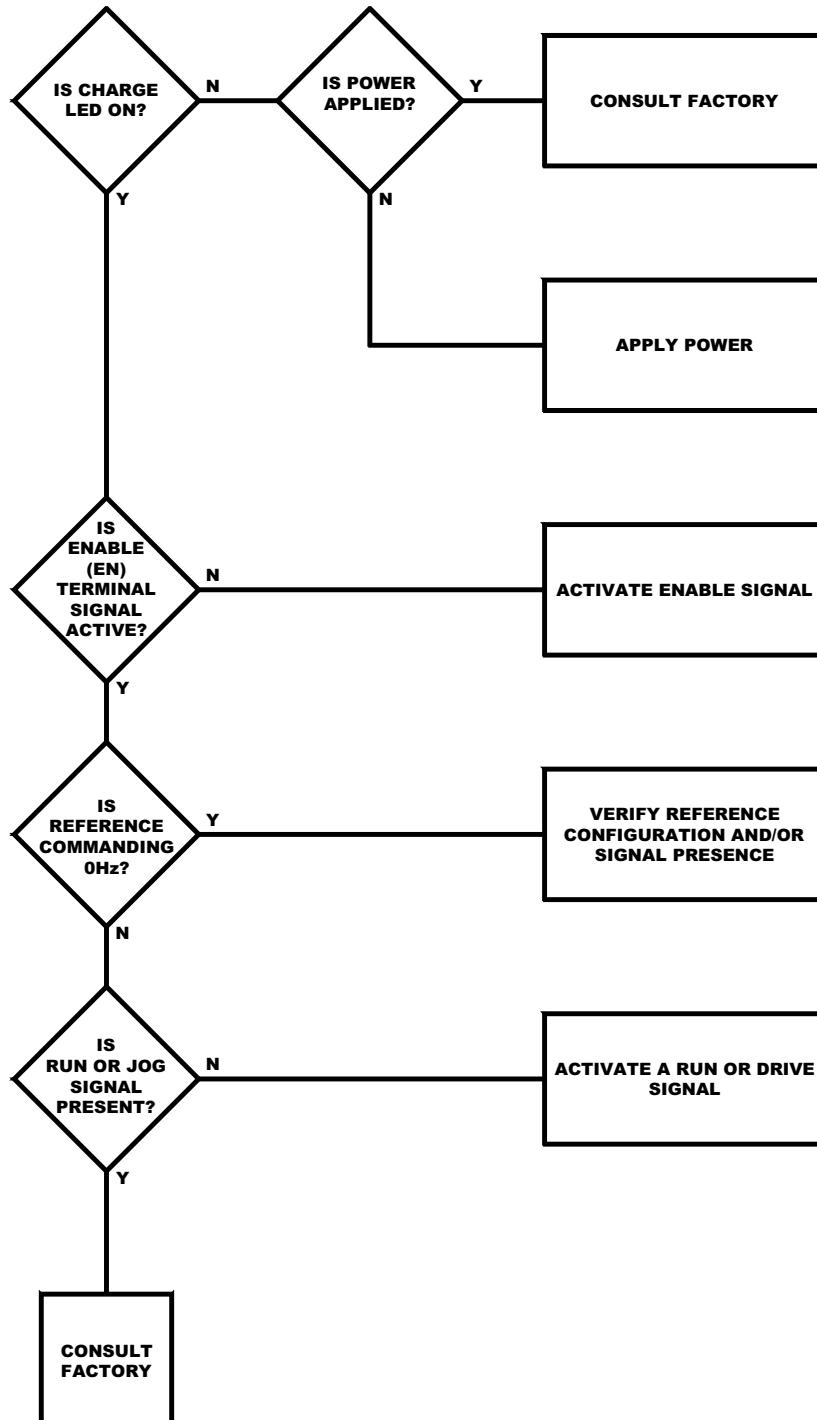 IS CHARGE
LED ON?
N
IS POWER
APPLIED?
Y
CONSULT FACTORY
Y
N
APPLY POWER
IS
ENABLE
(EN)
TERMINAL
SIGNAL
ACTIVE?
N
ACTIVATE ENABLE SIGNAL
Y
IS
REFERENCE
COMMANDING
0Hz?
Y
VERIFY REFERENCE
CONFIGURATION AND/OR
SIGNAL PRESENCE
N
IS
RUN OR JOG
SIGNAL
PRESENT?
N
ACTIVATE A RUN OR DRIVE
SIGNAL
Y
CONSULT
FACTORY